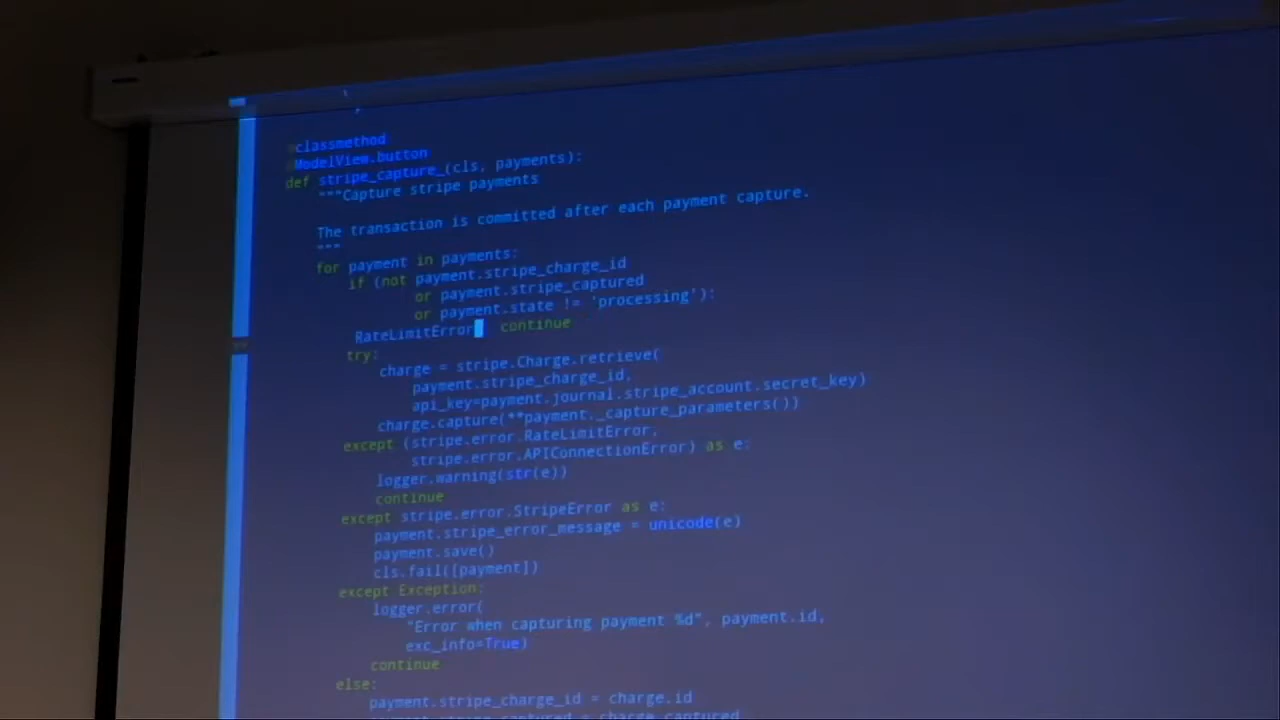 @classmethod
@ModelView.button
def stripe_capture_(cls, payments):
"""Capture stripe payments
The transaction is committed after each payment capture.
"""
for payment in payments:
if (not payment.stripe_charge_id
or payment.stripe_captured
or payment.state != 'processing'):
RateLimitError continue
try:
charge = stripe.Charge.retrieve(
payment.stripe_charge_id,
api_key=payment.journal.stripe_account.secret_key)
charge.capture(**payment._capture_parameters())
except (stripe.error.RateLimitError,
stripe.error.APIConnectionError) as e:
logger.warning(str(e))
continue
except stripe.error.StripeError as e:
payment.stripe_error_message = unicode(e)
payment.save()
cls.fail([payment])
except Exception:
logger.error(
"Error when capturing payment %d", payment.id,
exc_info=True)
continue
else:
payment.stripe_charge_id = charge.id
payment.stripe_captured = charge.captured